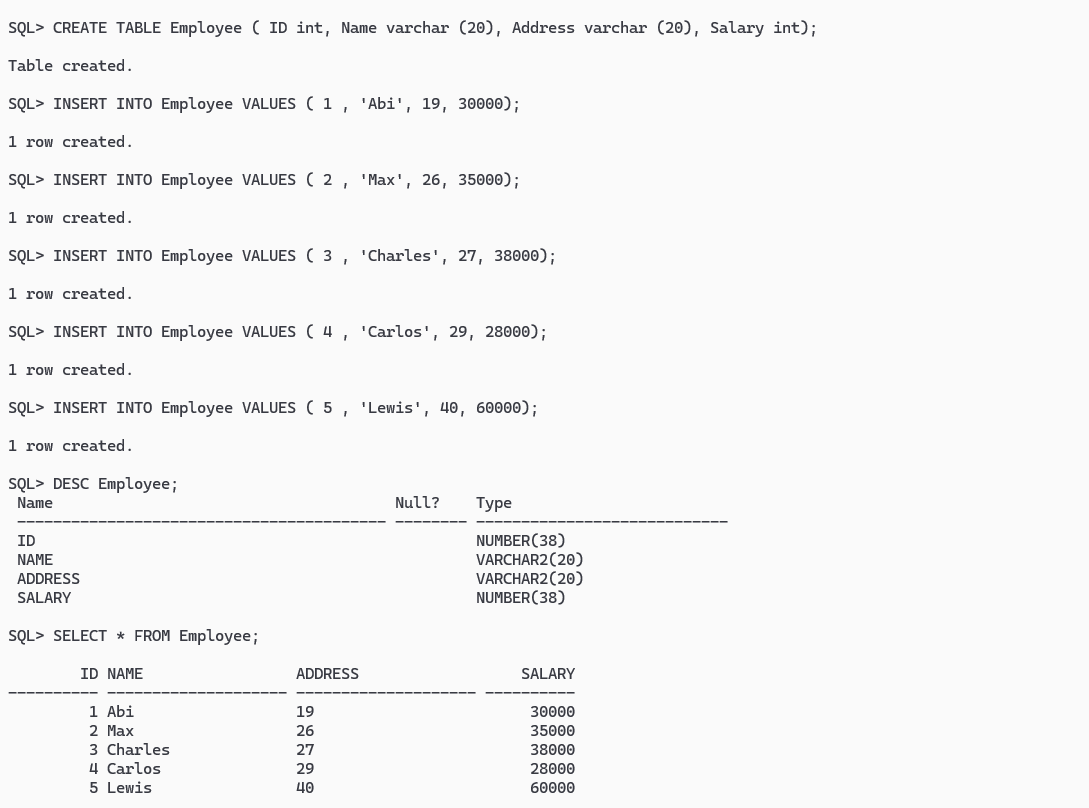 SQL> CREATE TABLE Employee ( ID int, Name varchar (20), Address varchar (20), Salary int);
Table created.
SQL> INSERT INTO Employee VALUES ( 1 , 'Abi', 19, 30000);
1 row created.
SQL> INSERT INTO Employee VALUES ( 2 , 'Max', 26, 35000);
1 row created.
SQL> INSERT INTO Employee VALUES ( 3 , 'Charles', 27, 38000);
1 row created.
SQL> INSERT INTO Employee VALUES ( 4 , 'Carlos', 29, 28000);
1 row created.
SQL> INSERT INTO Employee VALUES ( 5 , 'Lewis', 40, 60000);
1 row created.
SQL> DESC Employee;
 Name                                      Null?    Type
 ----------------------------------------- -------- ----------------------------
 ID                                                 NUMBER(38)
 NAME                                               VARCHAR2(20)
 ADDRESS                                            VARCHAR2(20)
 SALARY                                             NUMBER(38)
SQL> SELECT * FROM Employee;
        ID NAME                 ADDRESS                  SALARY
---------- -------------------- -------------------- ----------
         1 Abi                  19                        30000
         2 Max                  26                        35000
         3 Charles              27                        38000
         4 Carlos               29                        28000
         5 Lewis                40                        60000